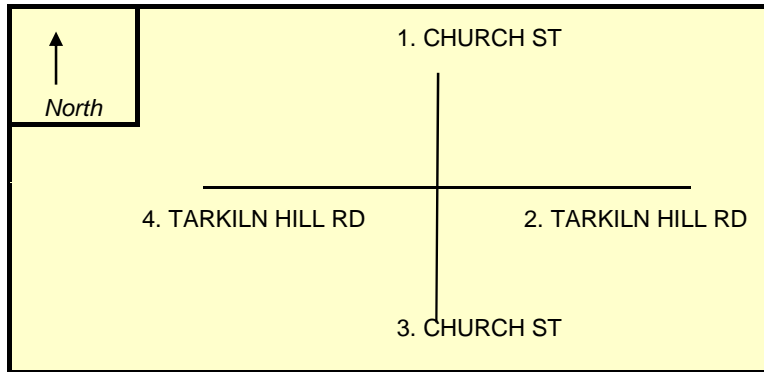 1. CHURCH ST
North
4. TARKILN HILL RD
2. TARKILN HILL RD
3. CHURCH ST